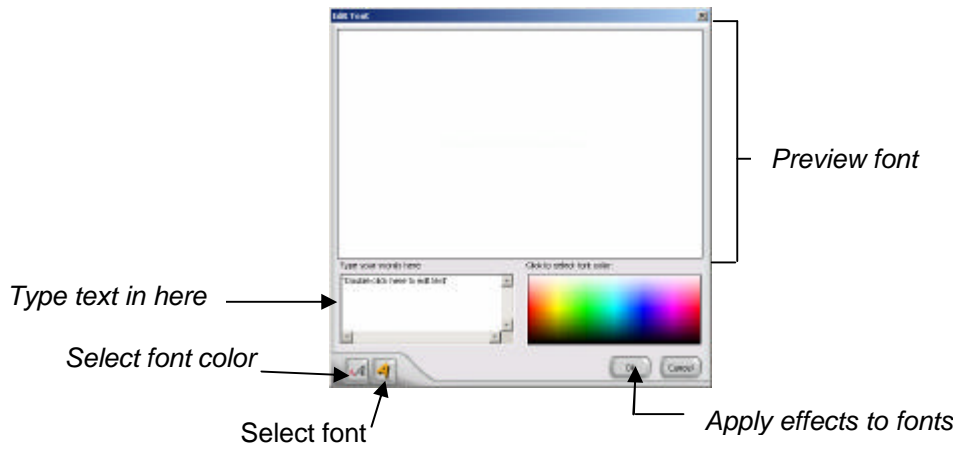 Edit Text
Preview font
Type your words here
Click to select font color:
"Double-click here to edit text"
Type text in here
Select font color
OK
Cancel
Select font
Apply effects to fonts